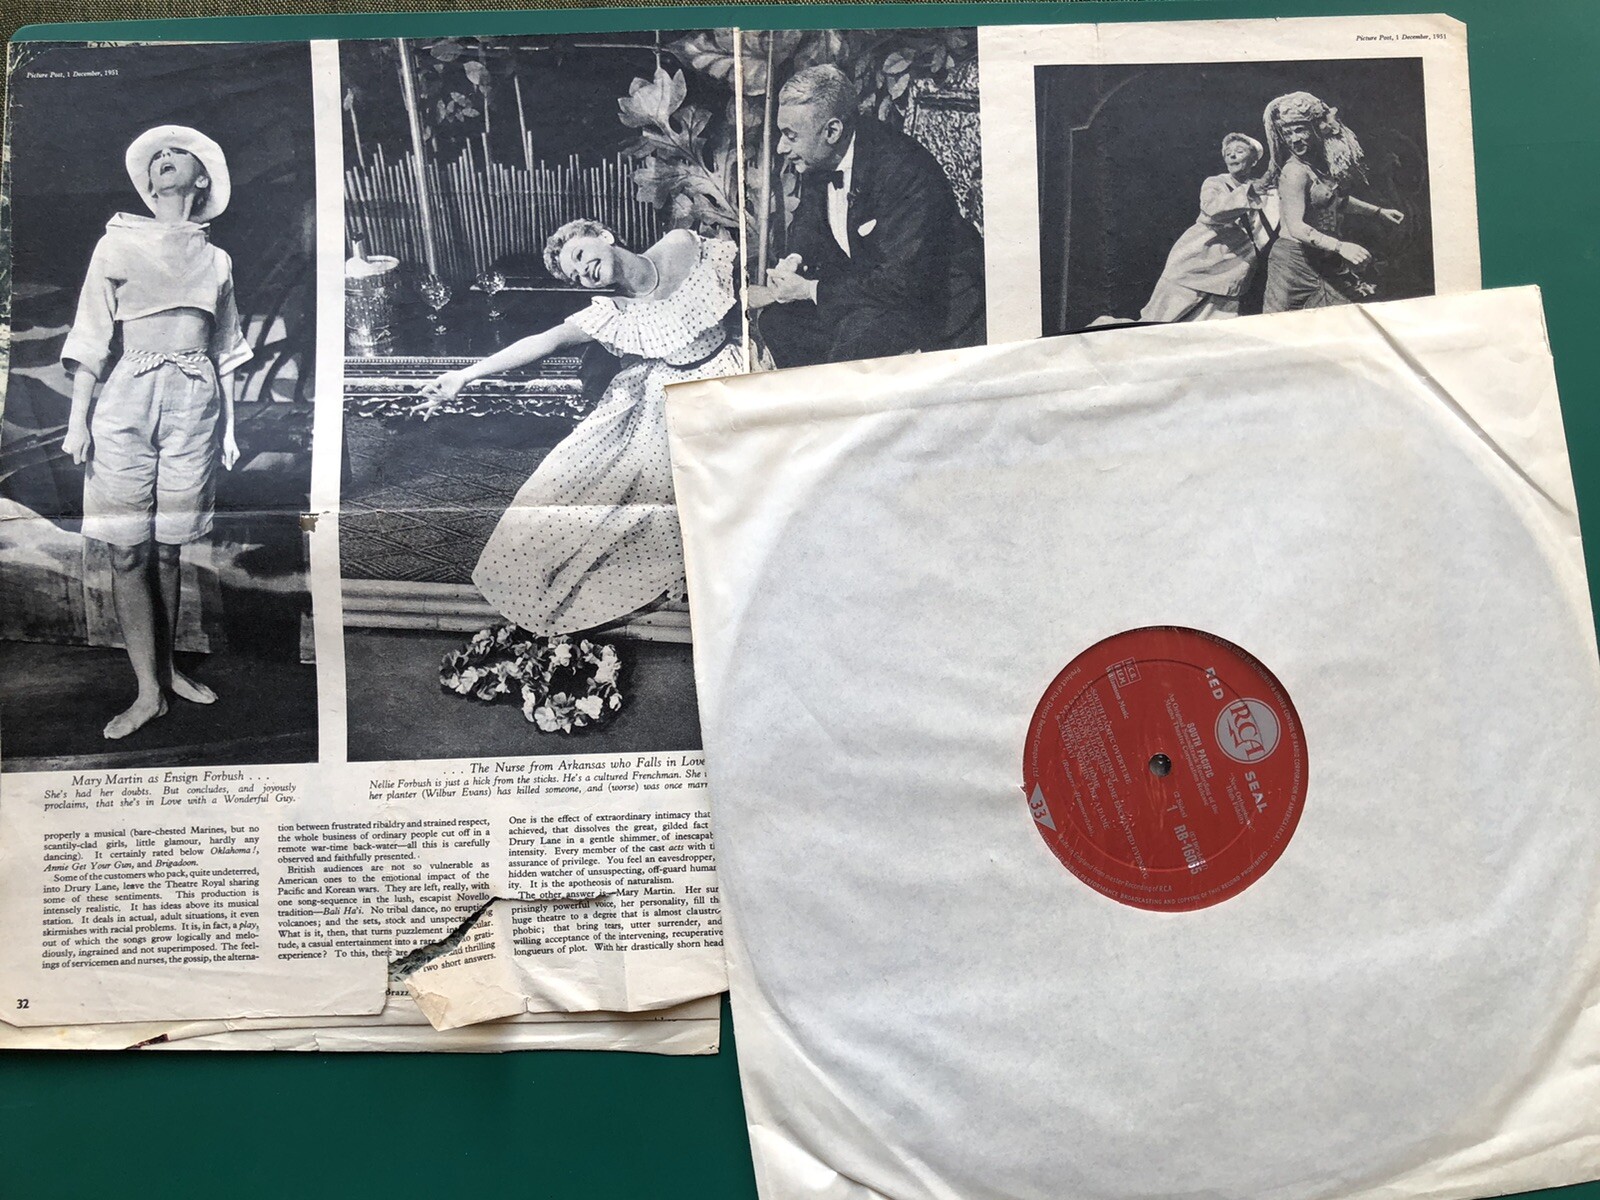 Picture Post, 1 December, 1951
Picture Post, 1 December, 1951
Mary Martin as Ensign Forbush . . .
She's had her doubts. But concludes, and joyously
proclaims, that she's in Love with a Wonderful Guy.
. . . The Nurse from Arkansas who Falls in Love
Nellie Forbush is just a hick from the sticks. He's a cultured Frenchman. She
her planter (Wilbur Evans) has killed someone, and (worse) was once
properly a musical (bare-chested Marines, but no
scantily-clad girls, little glamour, hardly any
dancing). It certainly rated below Oklahoma!,
Annie Get Your Gun, and Brigadoon.
Some of the customers who pack, quite undeterred,
into Drury Lane, leave the Theatre Royal sharing
some of these sentiments. This production is
intensely realistic. It has ideas above its musical
station. It deals in actual, adult situations, it even
skirmishes with racial problems. It is, in fact, a play,
out of which the songs grow logically and melo-
diously, ingrained and not superimposed. The feel-
ings of servicemen and nurses, the gossip, the alterna-
tion between frustrated ribaldry and strained respect,
the whole business of ordinary people cut off in a
remote war-time back-water—all this is carefully
observed and faithfully presented.
British audiences are not so vulnerable as
American ones to the emotional impact of the
Pacific and Korean wars. They are left, really, with
one song-sequence in the lush, escapist Novello
tradition—Bali Ha'i. No tribal dance, no erupting
volcanoes; and the sets, stock and
What is it, then, that turns puzzlement
tude, a casual entertainment into a
experience? To this, there are
and thrilling
two short answers.
One is the effect of extraordinary intimacy that
achieved, that dissolves the great, gilded fact
Drury Lane in a gentle shimmer of
intensity. Every member of the cast acts with
assurance of privilege. You feel an eavesdropper,
hidden watcher of unsuspecting, off-guard human
ity. It is the apotheosis of naturalism.
The other answer is Mary Martin. Her sur
prisingly powerful voice, her personality, fill the
huge theatre to a degree that is almost claustro
phobic; that bring tears, utter surrender, and
willing acceptance of the intervening, recuperative
longueurs of plot. With her drastically shorn head
32
RED SEAL
RCA
SOUTH PACIFIC
1
RB-16065
33⅓
SOUTH PACIFIC OVERTURE